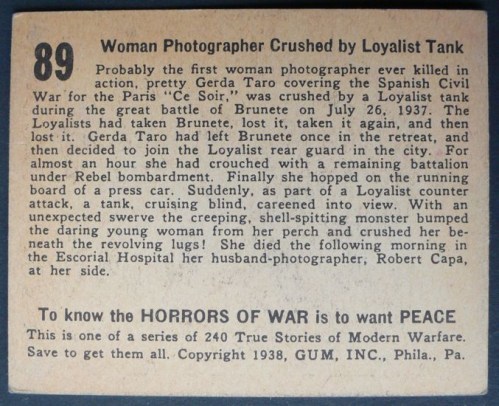 89
Woman Photographer Crushed by Loyalist Tank
Probably the first woman photographer ever killed in
action, pretty Gerda Taro covering the Spanish Civil
War for the Paris "Ce Soir," was crushed by a Loyalist tank
during the great battle of Brunete on July 26, 1937. The
Loyalists had taken Brunete, lost it, taken it again, and then
lost it. Gerda Taro had left Brunete once in the retreat, and
then decided to join the Loyalist rear guard in the city. For
almost an hour she had crouched with a remaining battalion
under Rebel bombardment. Finally she hopped on the running
board of a press car. Suddenly, as part of a Loyalist counter
attack, a tank, cruising blind, careened into view. With an
unexpected swerve the creeping, shell-spitting monster bumped
the daring young woman from her perch and crushed her be-
neath the revolving lugs! She died the following morning in
the Escorial Hospital her husband-photographer, Robert Capa,
at her side.
To know the HORRORS OF WAR is to want PEACE
This is one of a series of 240 True Stories of Modern Warfare.
Save to get them all. Copyright 1938, GUM, INC., Phila., Pa.